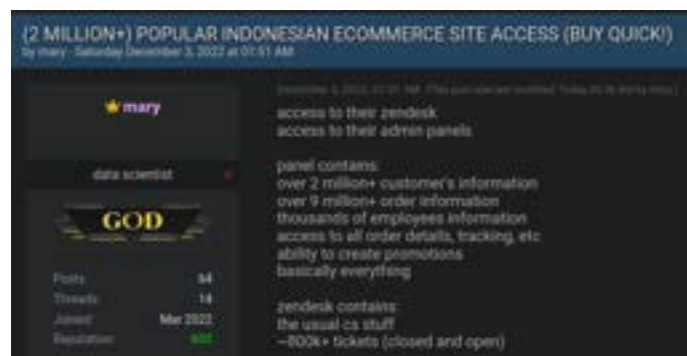 (2 MILLION+) POPULAR INDONESIAN ECOMMERCE SITE ACCESS (BUY QUICK!)
by mary - Saturday December 3, 2022 at 01:51 AM
mary
data scientist
GOD
Posts 64
Threads 14
Joined Mar 2022
Reputation
access to their zendesk
access to their admin panels
panel contains:
over 2 million+ customer's information
over 9 million+ order information
thousands of employees information
access to all order details, tracking, etc
ability to create promotions
basically everything
zendesk contains:
the usual cs stuff
~800k+ tickets (closed and open)